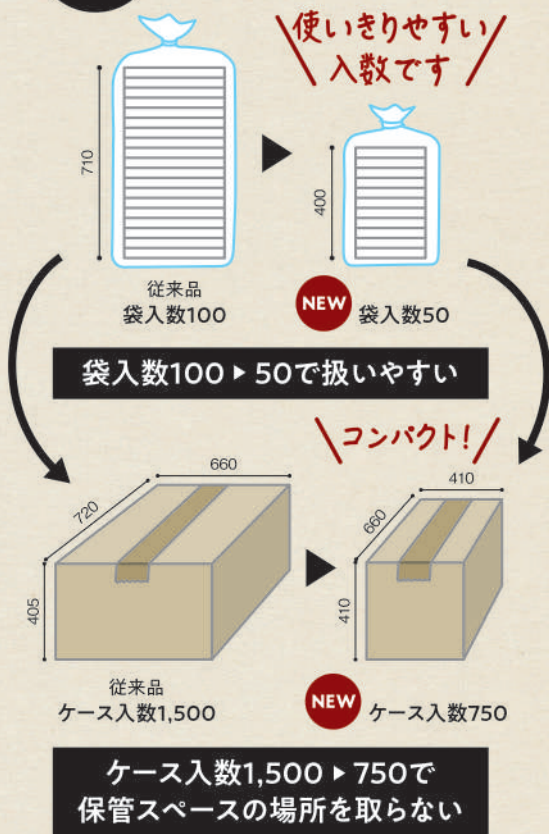 使いきりやすい
入数です
710
400
従来品
袋入数100
NEW
袋入数50
袋入数100▶50で扱いやすい
コンパクト!
720
660
405
660
410
410
従来品
ケース入数1,500
NEW
ケース入数750
ケース入数1,500▶750で
保管スペースの場所を取らない